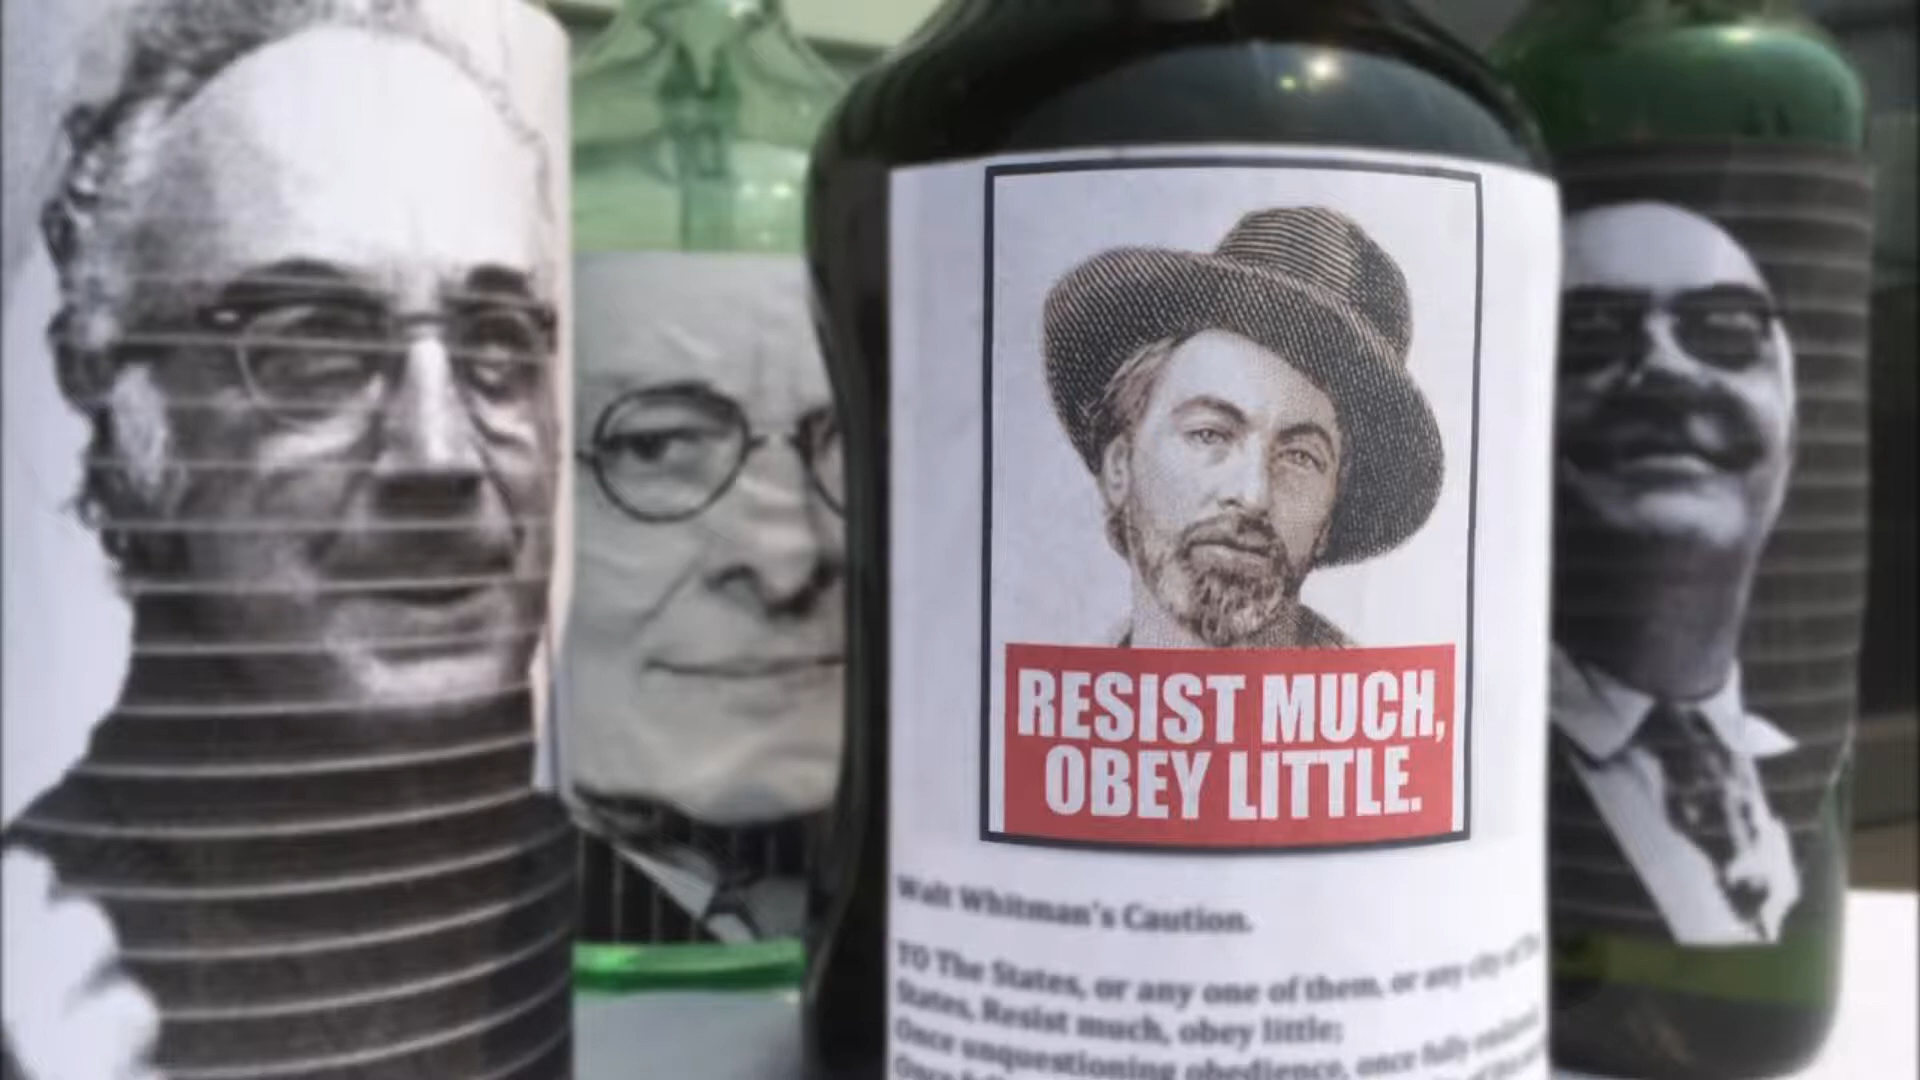 RESIST MUCH,
OBEY LITTLE.
Walt Whitman's Caution.
TO The States, or any one of them, or any city of
States, Resist much, obey little;
Once unquestioning obedience, once fully
Once